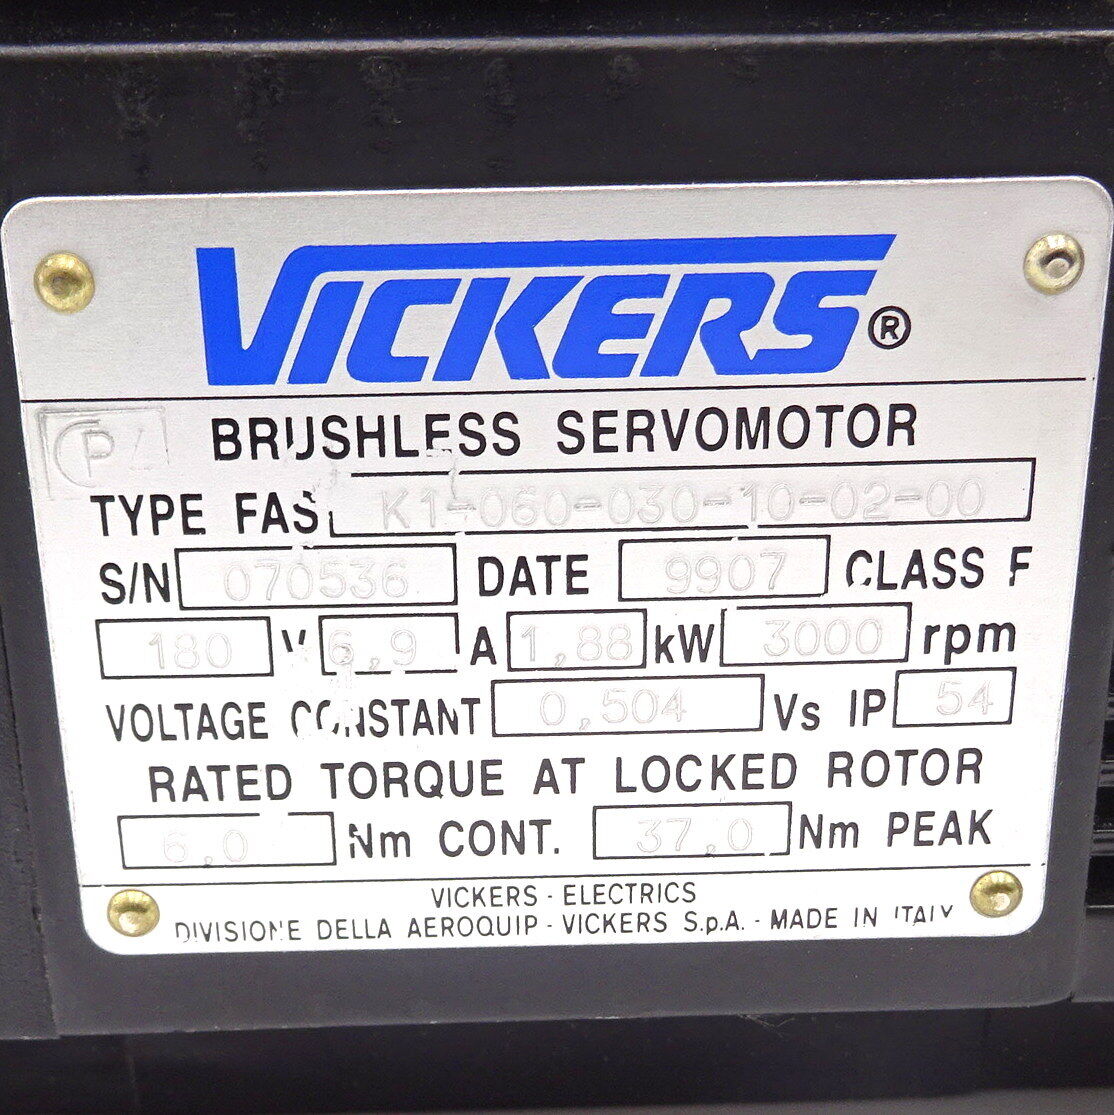 VICKERS®
BRUSHLESS SERVOMOTOR
TYPE FAS K1-060-030-10-02-00
S/N 070536 DATE 9907 CLASS F
180 V 6,9 A 1,88 kW 3000 rpm
VOLTAGE CONSTANT 0,504 Vs IP 54
RATED TORQUE AT LOCKED ROTOR
6,0 Nm CONT. 37,0 Nm PEAK
VICKERS - ELECTRICS
DIVISIONE DELLA AEROQUIP - VICKERS S.p.A. - MADE IN ITALY